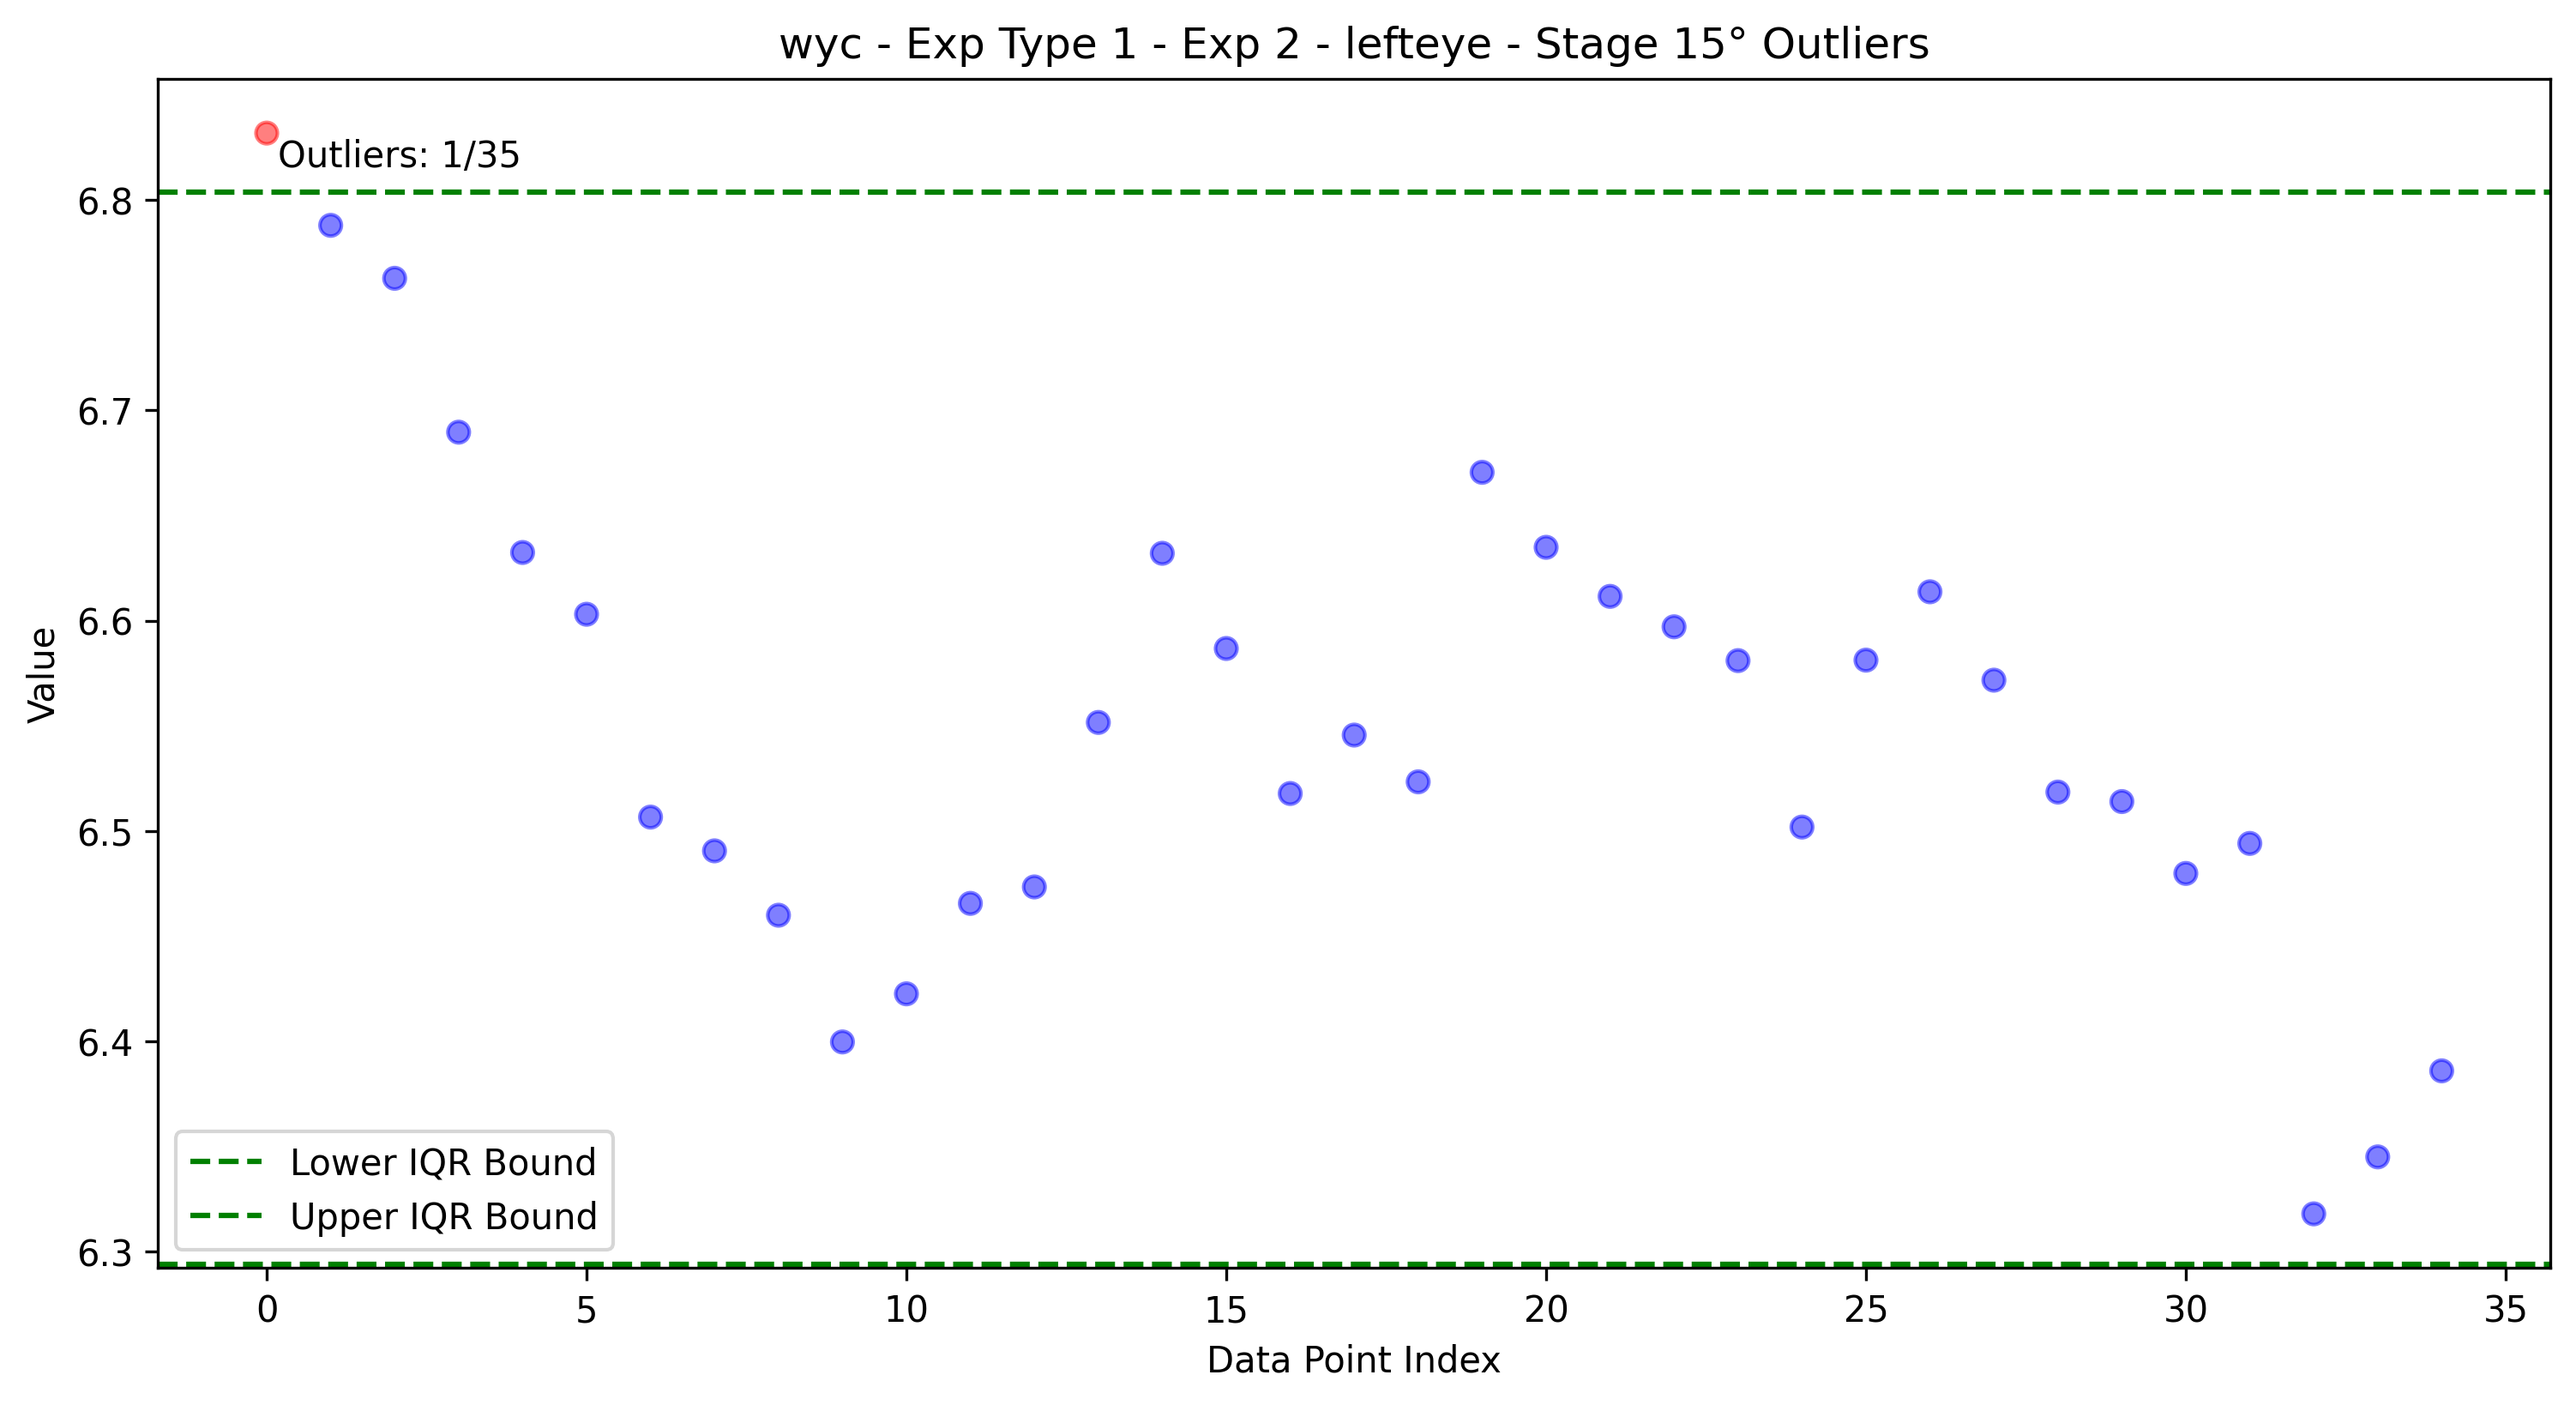 wyc - Exp Type 1 - Exp 2 - lefteye - Stage 15° Outliers
Outliers: 1/35
6.8
6.7
6.6
6.5
6.4
6.3
Value
Lower IQR Bound
Upper IQR Bound
0 5 10 15 20 25 30 35
Data Point Index